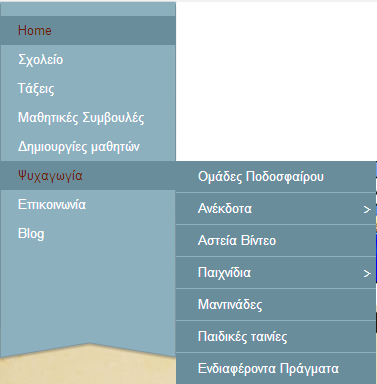 Home
Σχολείο
Τάξεις
Μαθητικές Συμβουλές
Δημιουργίες μαθητών
Ψυχαγωγία
Επικοινωνία
Blog
Ομάδες Ποδοσφαίρου
Ανέκδοτα >
Αστεία Βίντεο
Παιχνίδια >
Μαντινάδες
Παιδικές ταινίες
Ενδιαφέροντα Πράγματα